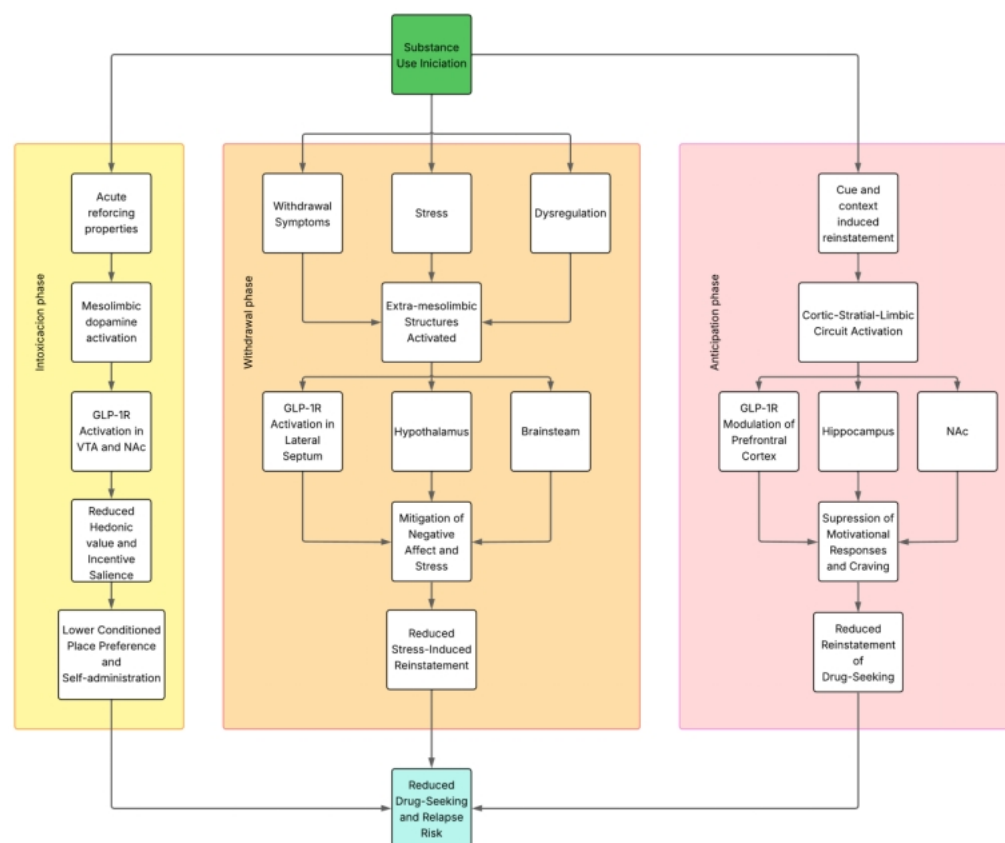 Substance
Use Iniciation
Intoxicacion phase
Acute
reforcing
properties
Mesolimbic
dopamine
activation
GLP-1R
Activation in
VTA and NAc
Reduced
Hedonic
value and
Incentive
Salience
Lower Conditioned
Place Preference
and
Self-administration
Withdrawal phase
Withdrawal
Symptoms
Stress
Dysregulation
Extra-mesolimbic
Structures
Activated
GLP-1R
Activation in
Lateral
Septum
Hypothalamus
Brainsteam
Mitigation of
Negative
Affect and
Stress
Reduced
Stress-Induced
Reinstatement
Anticipation phase
Cue and
context
induced
reinstatement
Cortic-Stratial-Limbic
Circuit Activation
GLP-1R
Modulation of
Prefrontal
Cortex
Hippocampus
NAc
Supression of
Motivational
Responses
and Craving
Reduced
Reinstatement
of
Drug-Seeking
Reduced
Drug-Seeking
and Relapse
Risk